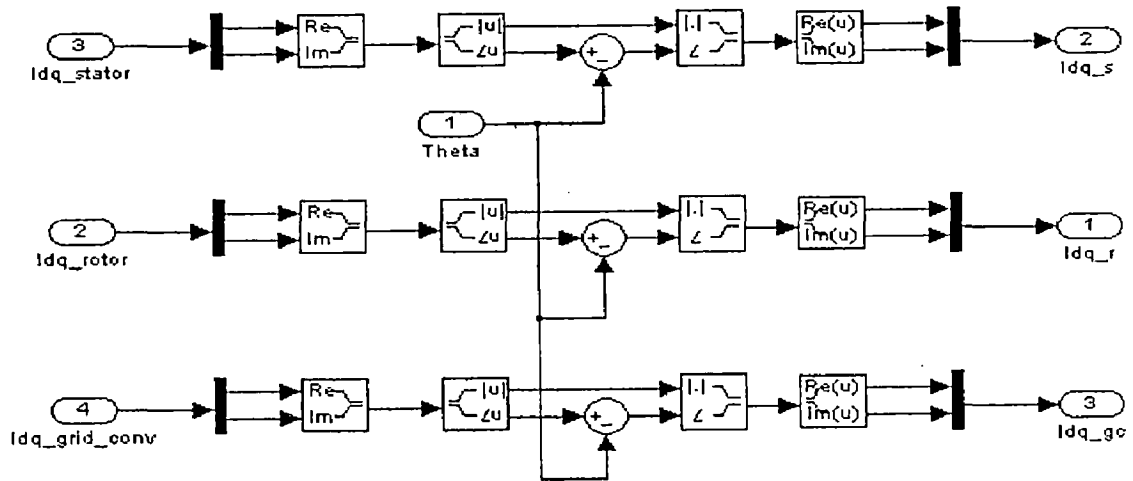 3
Idq_stator
Re
Im
|u|
∠u
+
−
|.|
∠
Re(u)
Im(u)
2
Idq_s
1
Theta
2
Idq_rotor
Re
Im
|u|
∠u
+
−
|.|
∠
Re(u)
Im(u)
1
Idq_r
4
Idq_grid_conv
Re
Im
|u|
∠u
+
−
|.|
∠
Re(u)
Im(u)
3
Idq_gc